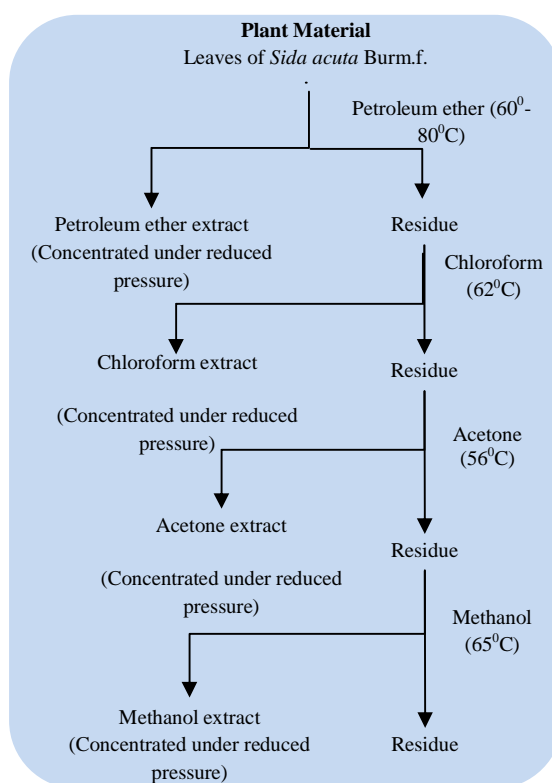 Plant Material
Leaves of Sida acuta Burm.f.
.
Petroleum ether (60⁰-
80⁰C)
Petroleum ether extract
(Concentrated under reduced
pressure)
Residue
Chloroform
(62⁰C)
Chloroform extract
Residue
(Concentrated under reduced
pressure)
Acetone
(56⁰C)
Acetone extract
Residue
(Concentrated under reduced
pressure)
Methanol
(65⁰C)
Methanol extract
(Concentrated under reduced
pressure)
Residue